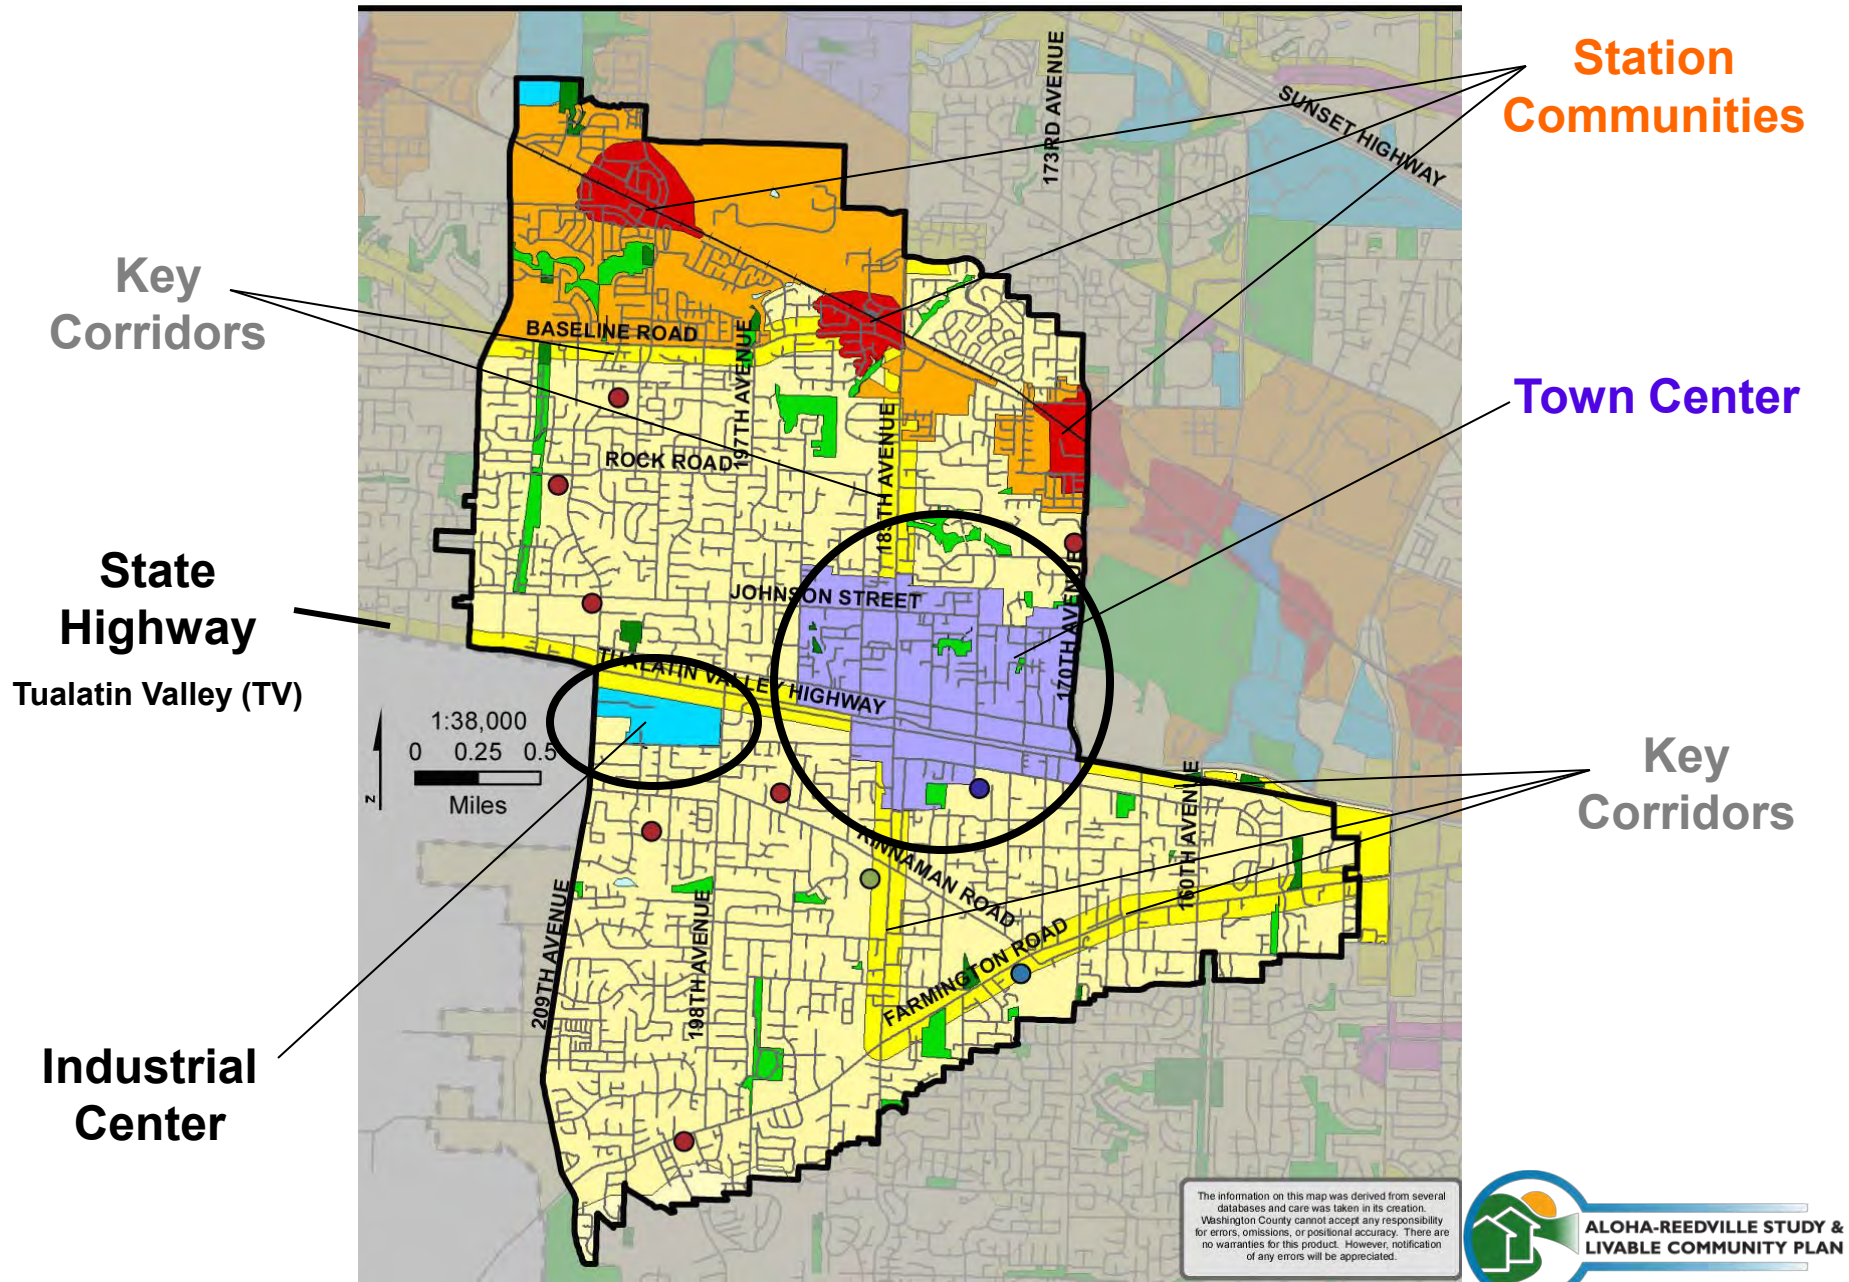 Station
Communities
173RD AVENUE
SUNSET HIGHWAY
Key
Corridors
BASELINE ROAD
197TH AVENUE
Town Center
185TH AVENUE
ROCK ROAD
State
Highway
Tualatin Valley (TV)
JOHNSON STREET
170TH AVENUE
TUALATIN VALLEY HIGHWAY
1:38,000
0 0.25 0.5
Miles
z
Key
Corridors
160TH AVENUE
KINNAMAN ROAD
209TH AVENUE
198TH AVENUE
FARMINGTON ROAD
Industrial
Center
The information on this map was derived from several
databases and care was taken in its creation.
Washington County cannot accept any responsibility
for errors, omissions, or positional accuracy. There are
no warranties for this product. However, notification
of any errors will be appreciated.
ALOHA-REEDVILLE STUDY &
LIVABLE COMMUNITY PLAN